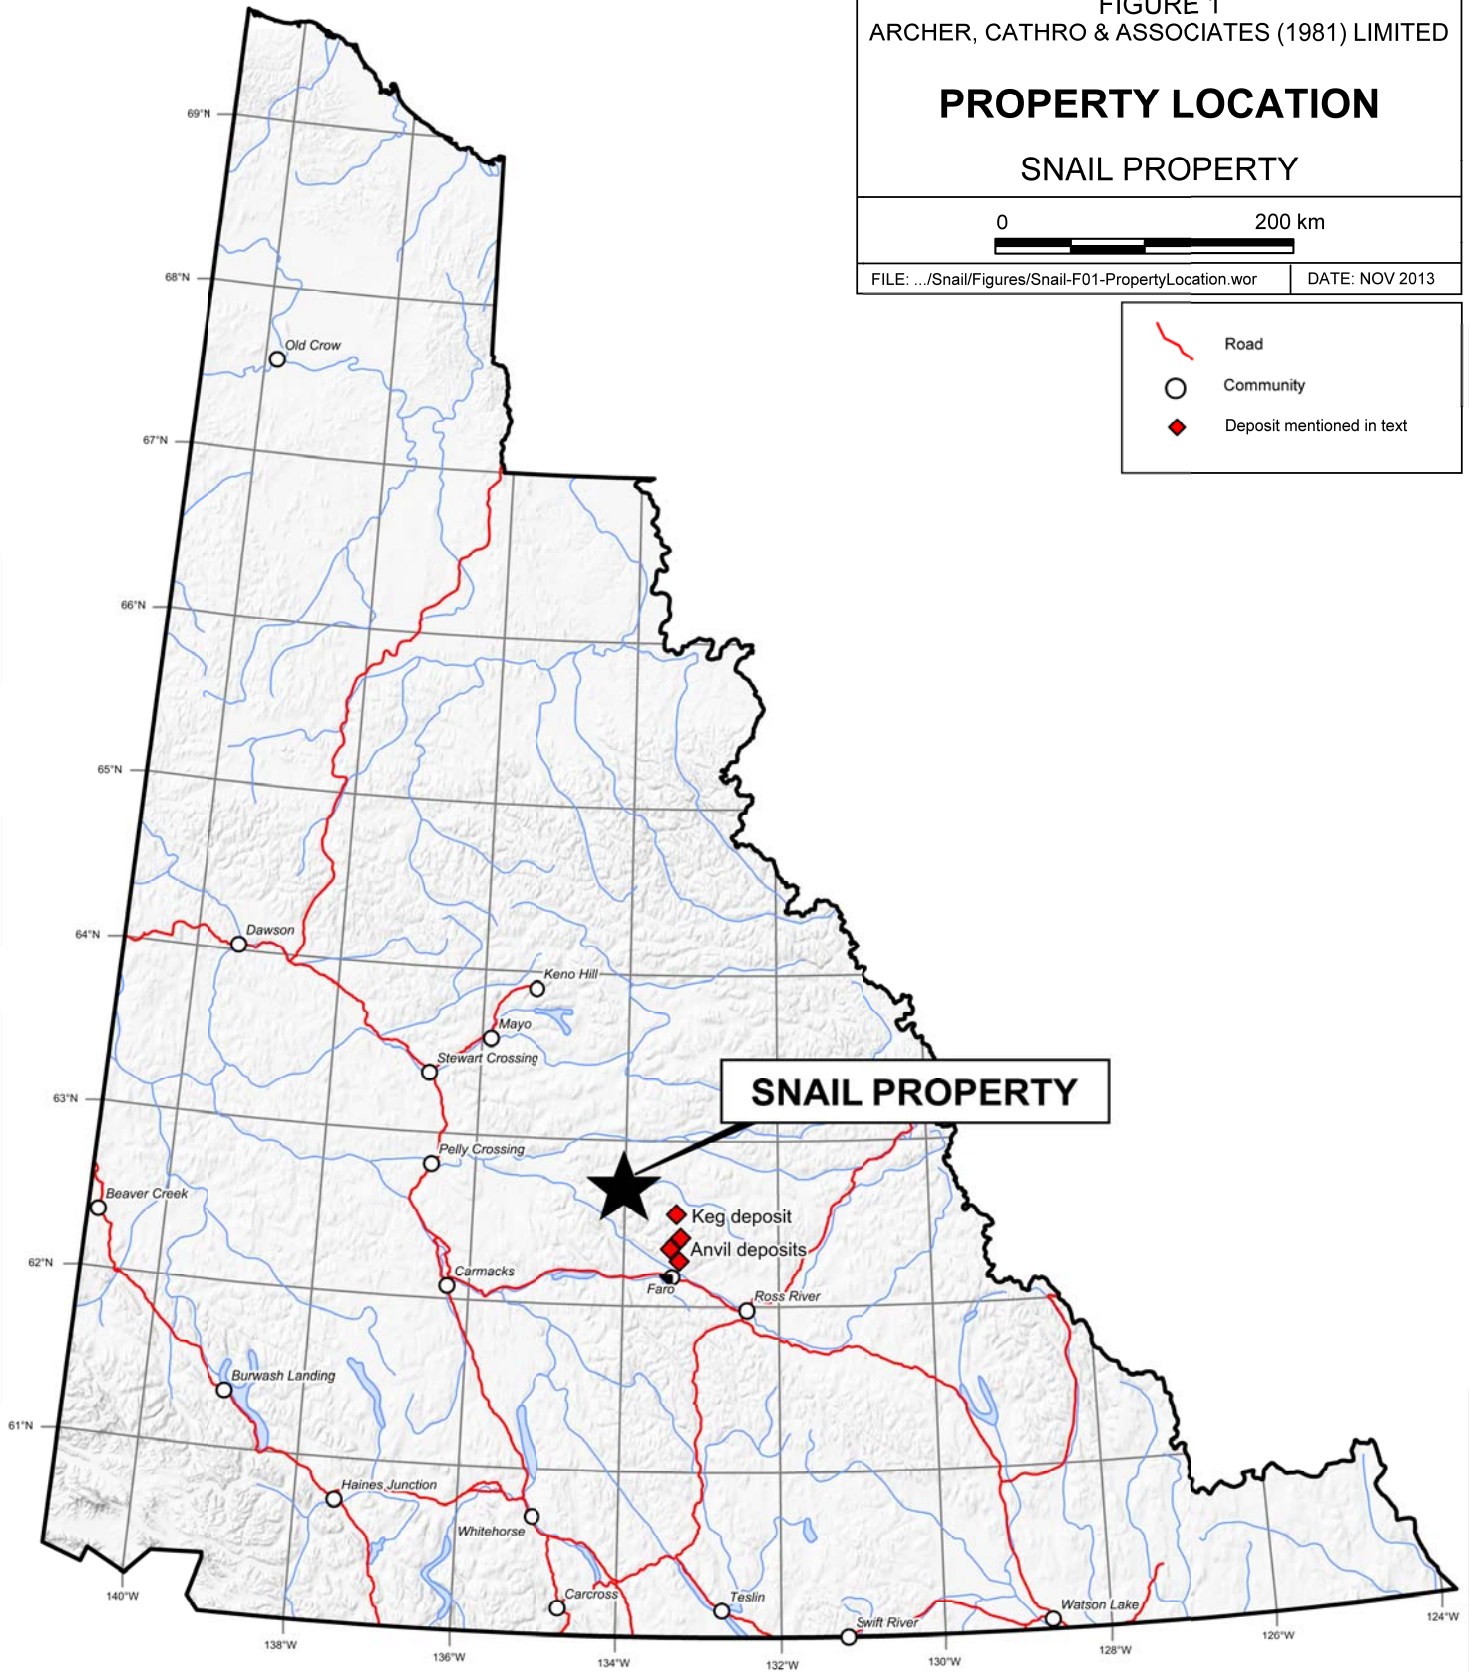 FIGURE 1
ARCHER, CATHRO & ASSOCIATES (1981) LIMITED
PROPERTY LOCATION
SNAIL PROPERTY
0 200 km
FILE: .../Snail/Figures/Snail-F01-PropertyLocation.wor DATE: NOV 2013
Road
Community
Deposit mentioned in text
69°N
68°N
Old Crow
67°N
66°N
65°N
64°N
Dawson
Keno Hill
Mayo
Stewart Crossing
63°N
SNAIL PROPERTY
Pelly Crossing
Beaver Creek
Keg deposit
Anvil deposits
62°N
Carmacks
Faro
Ross River
Burwash Landing
61°N
Haines Junction
Whitehorse
Carcross
Teslin
Swift River
Watson Lake
140°W
138°W
136°W
134°W
132°W
130°W
128°W
126°W
124°W